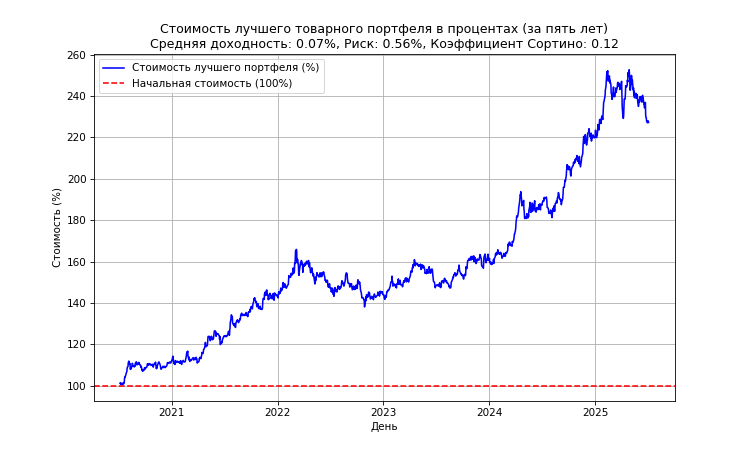 Стоимость лучшего товарного портфеля в процентах (за пять лет)
Средняя доходность: 0.07%, Риск: 0.56%, Коэффициент Сортино: 0.12
Стоимость лучшего портфеля (%)
Начальная стоимость (100%)
Стоимость (%)
260
240
220
200
180
160
140
120
100
2021
2022
2023
2024
2025
День